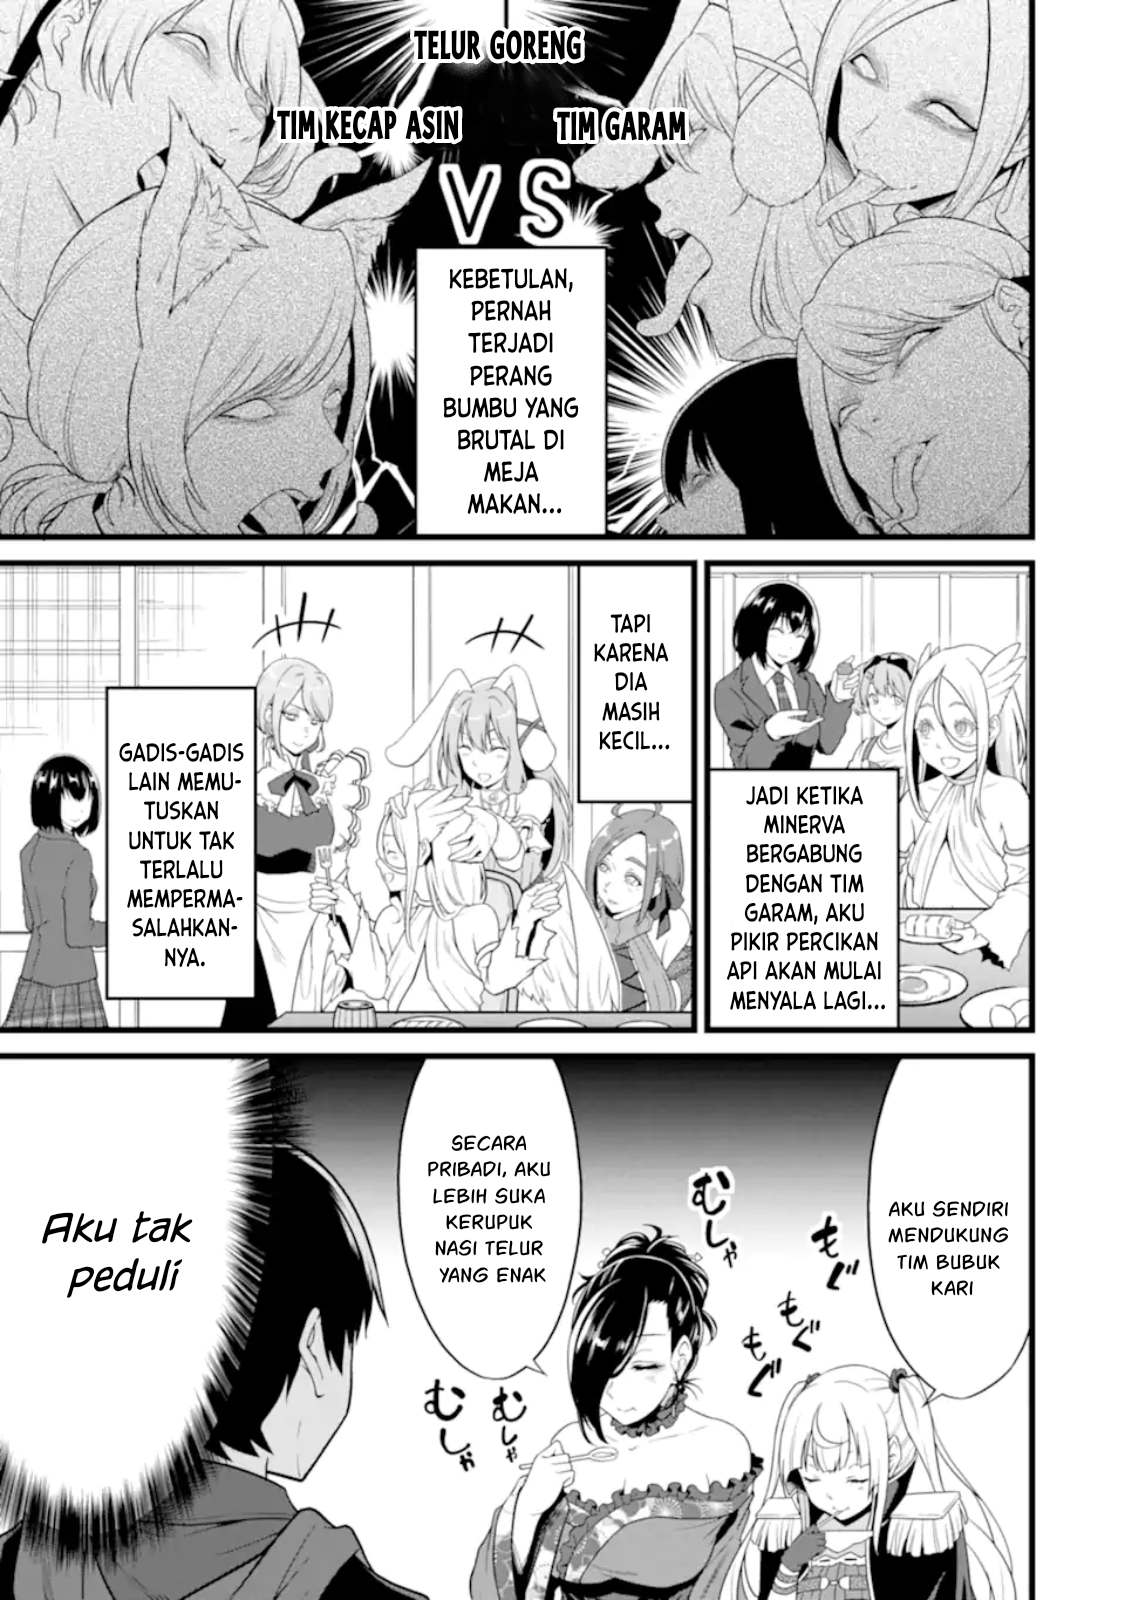 TELUR GORENG
TIM KECAP ASIN
TIM GARAM
VS
KEBETULAN,
PERNAH
TERJADI
PERANG
BUMBU YANG
BRUTAL DI
MEJA
MAKAN...
JADI KETIKA
MINERVA
BERGABUNG
DENGAN TIM
GARAM, AKU
PIKIR PERCIKAN
API AKAN MULAI
MENYALA LAGI...
TAPI
KARENA
DIA
MASIH
KECIL...
GADIS-GADIS
LAIN MEMU-
TUSKAN
UNTUK TAK
TERLALU
MEMPERMA-
SALAHKAN-
NYA.
AKU SENDIRI
MENDUKUNG
TIM BUBUK
KARI
もぐ
もぐ
もぐ
SECARA
PRIBADI, AKU
LEBIH SUKA
KERUPUK
NASI TELUR
YANG ENAK
むしゃ
むしゃ
むしゃ
Aku tak
peduli